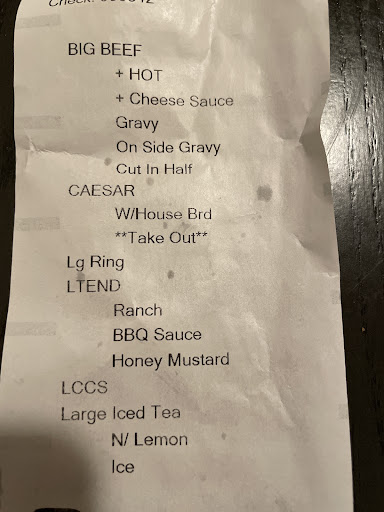 Check:
BIG BEEF
+ HOT
+ Cheese Sauce
Gravy
On Side Gravy
Cut In Half
CAESAR
W/House Brd
**Take Out**
Lg Ring
LTEND
Ranch
BBQ Sauce
Honey Mustard
LCCS
Large Iced Tea
N/ Lemon
Ice